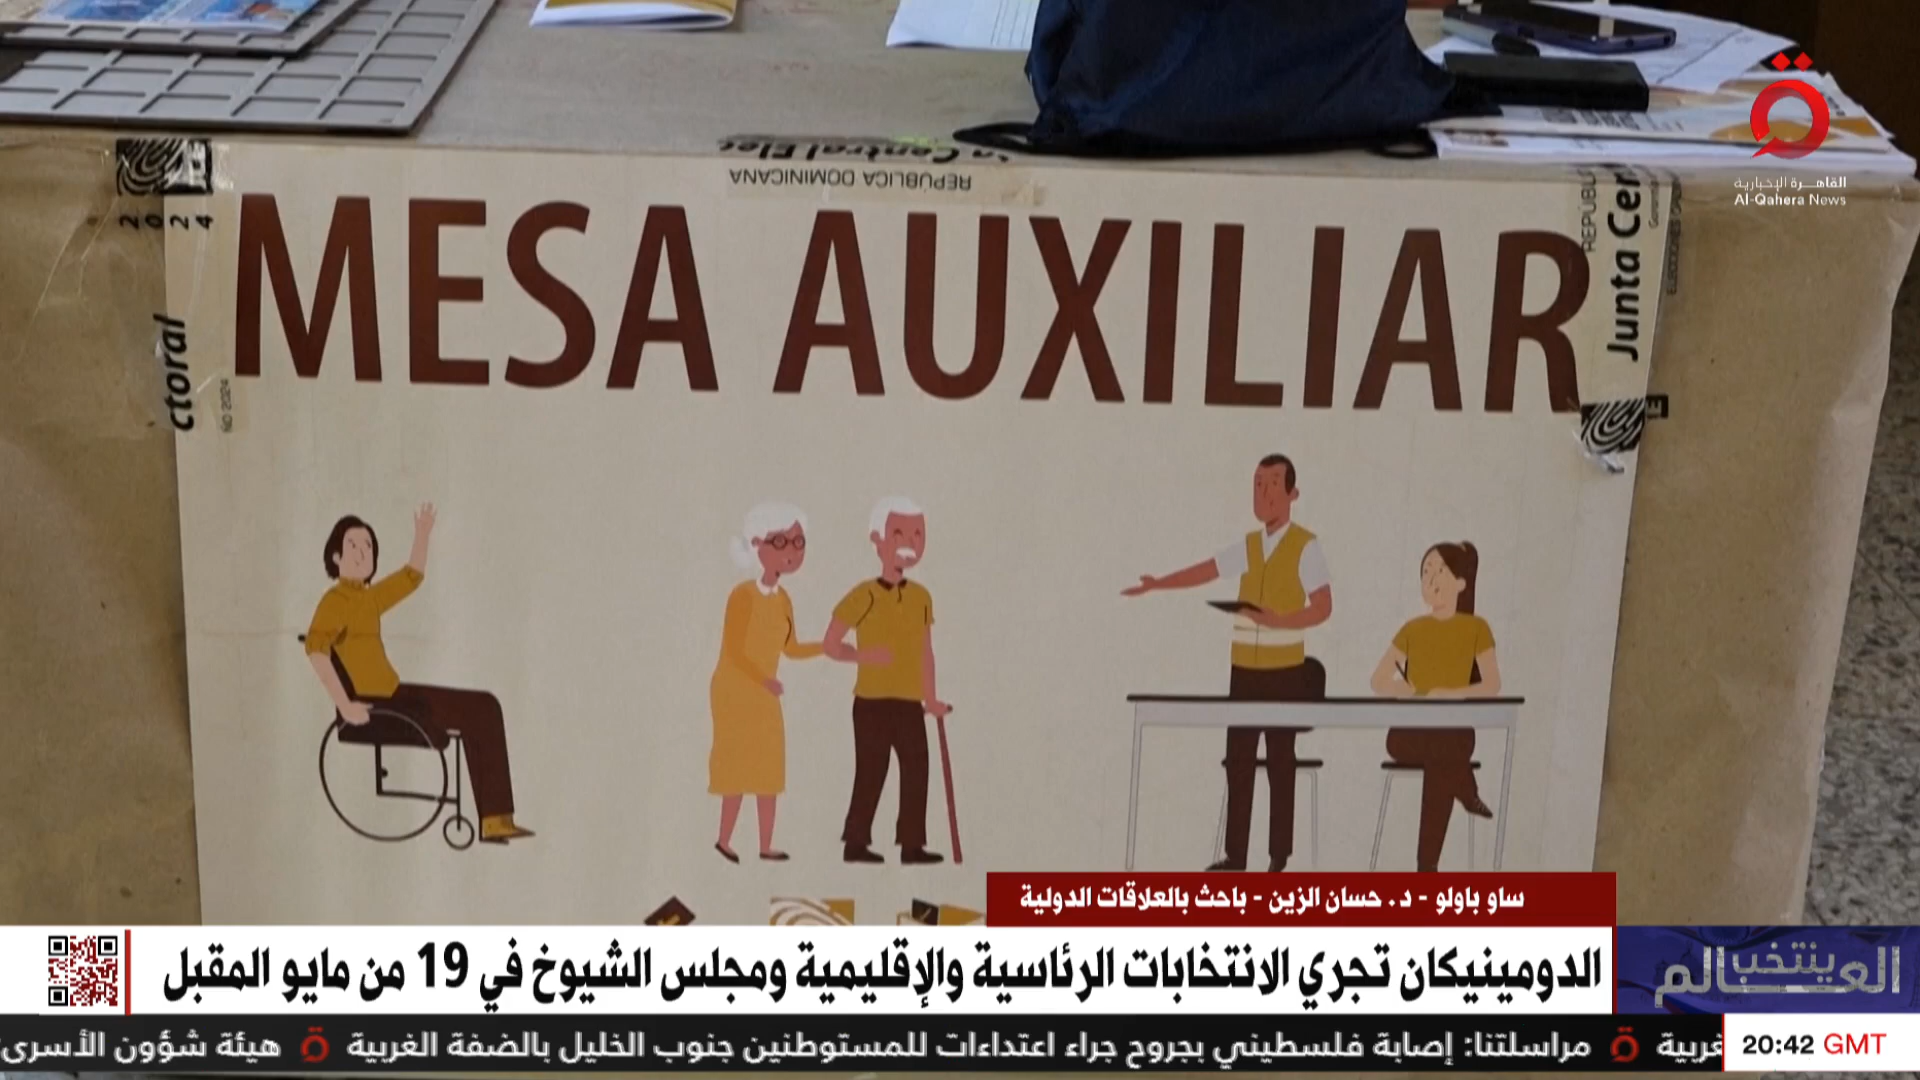 القاهرة الإخبارية
Al-Qahera News
Junta Cen
REPÚBLICA DOMINICANA
2024
ctoral
MESA AUXILIAR
ساو باولو - د. حسان الزين - باحث بالعلاقات الدولية
الدومينيكان تجري الانتخابات الرئاسية والإقليمية ومجلس الشيوخ في 19 من مايو المقبل
العالم
ينتخب
غربية مراسلتنا: إصابة فلسطيني بجروح جراء اعتداءات للمستوطنين جنوب الخليل بالضفة الغربية هيئة شؤون الأسرى
20:42 GMT